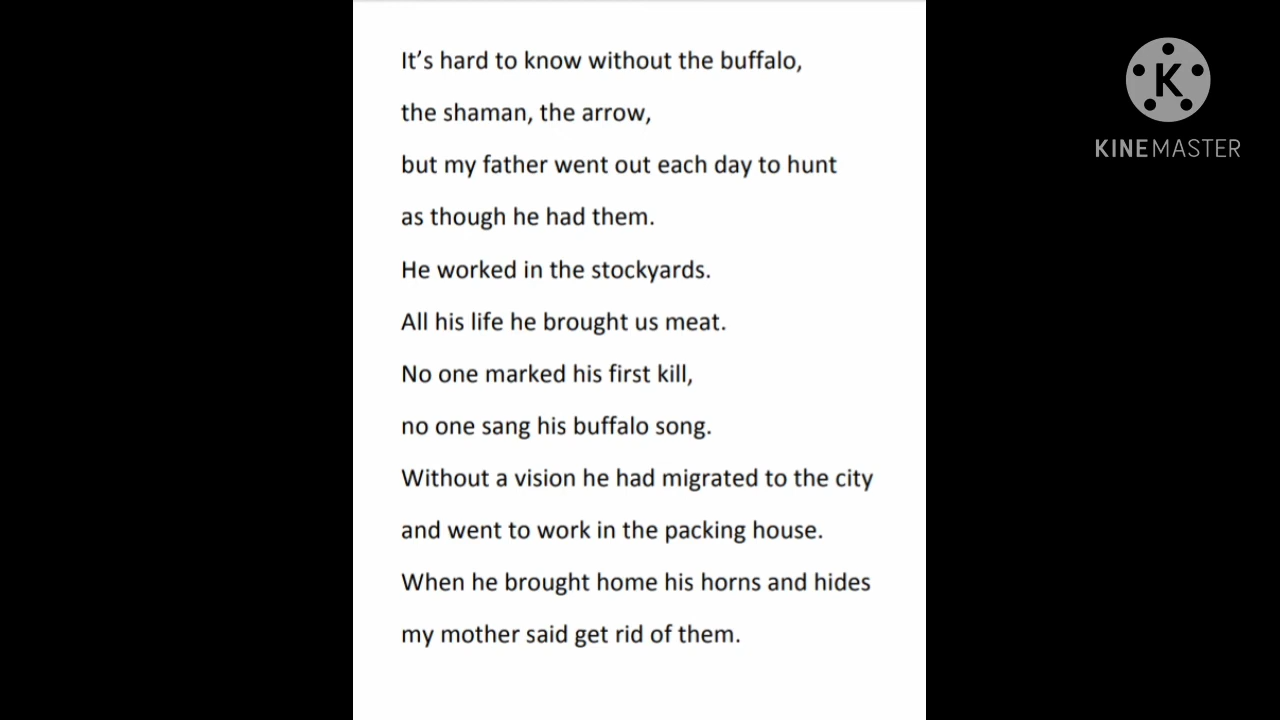 It’s hard to know without the buffalo,
the shaman, the arrow,
but my father went out each day to hunt
as though he had them.
He worked in the stockyards.
All his life he brought us meat.
No one marked his first kill,
no one sang his buffalo song.
Without a vision he had migrated to the city
and went to work in the packing house.
When he brought home his horns and hides
my mother said get rid of them.
K
KINEMASTER